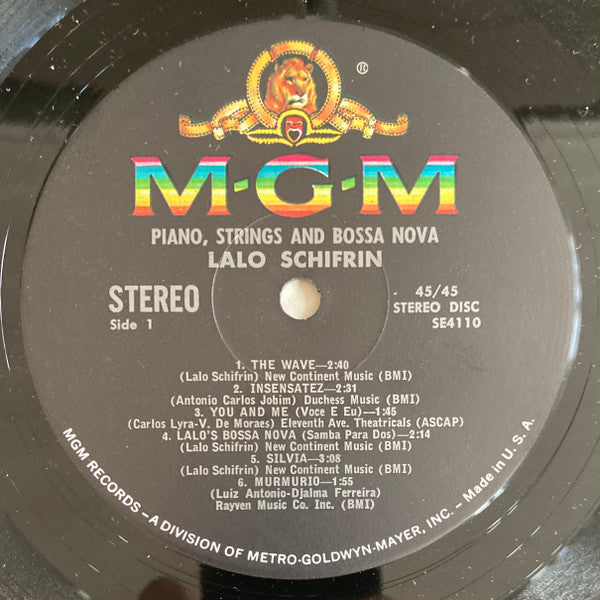 ®
M·G·M
PIANO, STRINGS AND BOSSA NOVA
LALO SCHIFRIN
STEREO
Side 1
45/45
STEREO DISC
SE4110
1. THE WAVE—2:40
(Lalo Schifrin) New Continent Music (BMI)
2. INSENSATEZ—2:31
(Antonio Carlos Jobim) Duchess Music (BMI)
3. YOU AND ME (Voce E Eu)—1:45
(Carlos Lyra-V. De Moraes) Eleventh Ave. Theatricals (ASCAP)
4. LALO'S BOSSA NOVA (Samba Para Dos)—2:14
(Lalo Schifrin) New Continent Music (BMI)
5. SILVIA—3:08
(Lalo Schifrin) New Continent Music (BMI)
6. MURMURIO—1:55
(Luiz Antonio-Djalma Ferreira)
Rayven Music Co. Inc. (BMI)
MGM RECORDS—A DIVISION OF METRO-GOLDWYN-MAYER, INC.—Made in U.S.A.